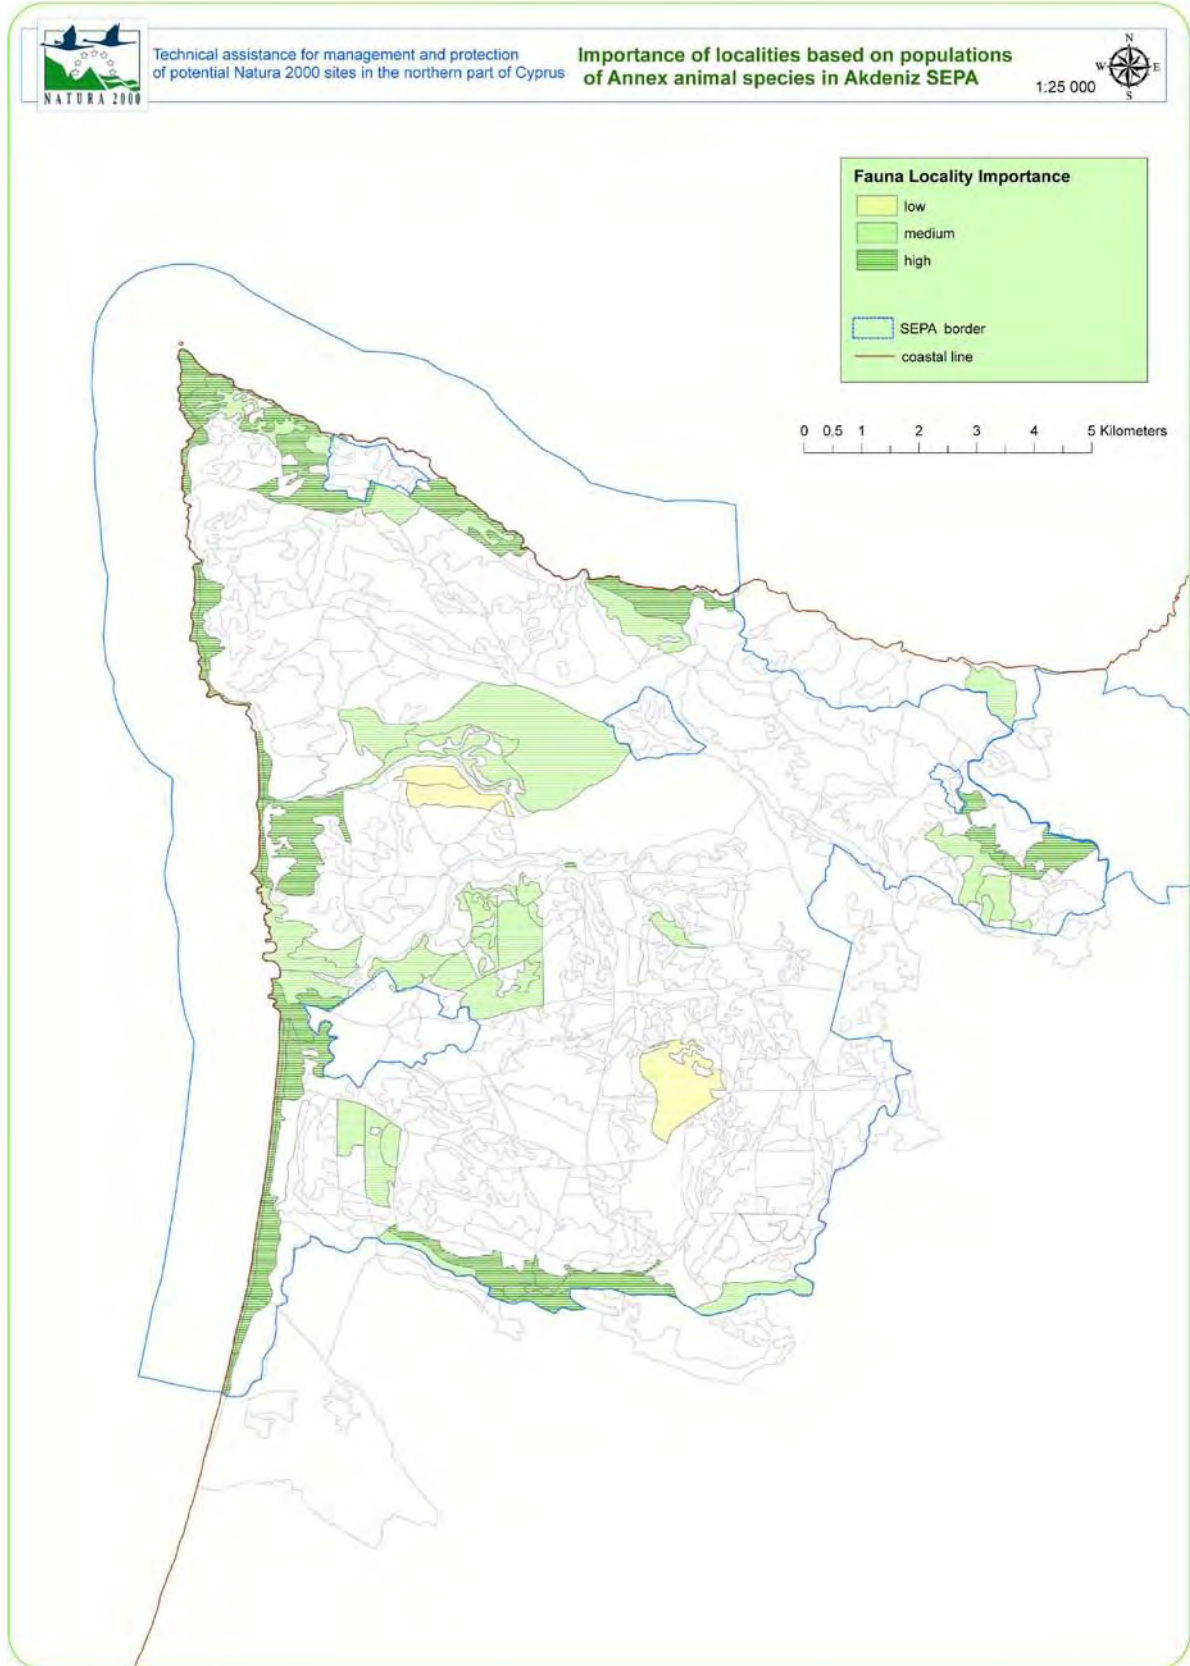 NATURA 2000
Technical assistance for management and protection
of potential Natura 2000 sites in the northern part of Cyprus
Importance of localities based on populations
of Annex animal species in Akdeniz SEPA
1:25 000
N
W
E
S
Fauna Locality Importance
low
medium
high
SEPA border
coastal line
0 0,5 1 2 3 4 5 Kilometers